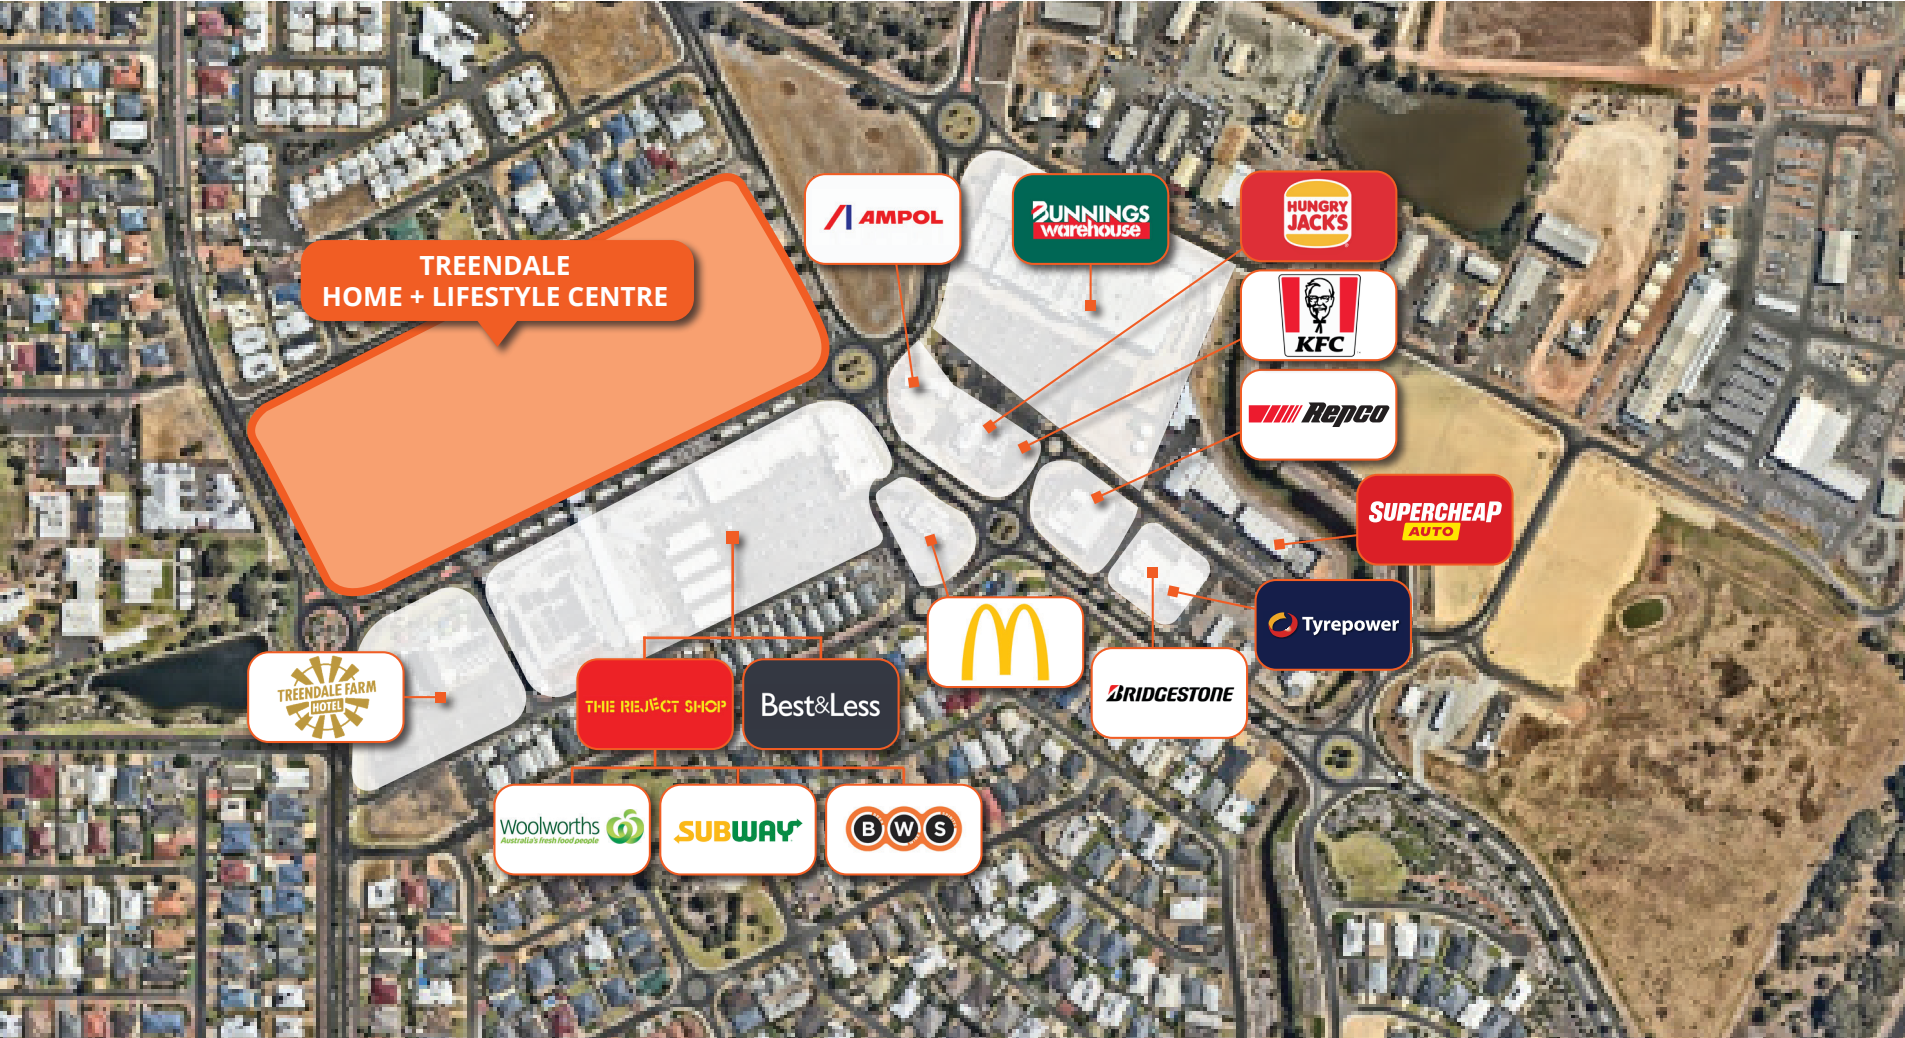 TREENDALE
HOME + LIFESTYLE CENTRE
AMPOL
BUNNINGS
warehouse
HUNGRY
JACK'S
KFC
REPCO
SUPERCHEAP
AUTO
Tyrepower
BRIDGESTONE
TREENDALE FARM
HOTEL
THE REJECT SHOP
Best&Less
Woolworths
Australia's fresh food people
SUBWAY
BWS